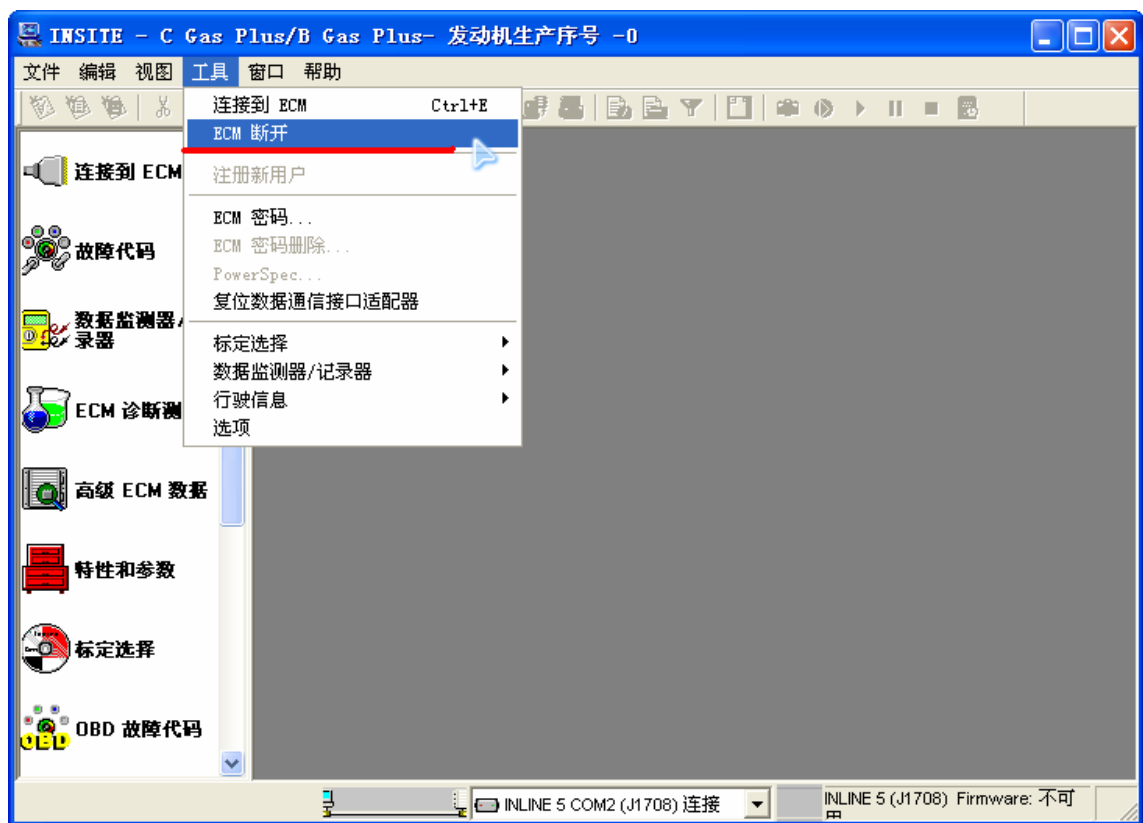 INSITE - C Gas Plus/B Gas Plus- 发动机生产序号 -0
文件 编辑 视图 工具 窗口 帮助
连接到 ECM Ctrl+E
ECM 断开
注册新用户
ECM 密码...
ECM 密码删除...
PowerSpec...
复位数据通信接口适配器
标定选择
数据监测器/记录器
行驶信息
选项
连接到 ECM
故障代码
数据监测器/
录器
ECM 诊断测
高级 ECM 数据
特性和参数
标定选择
OBD 故障代码
INLINE 5 COM2 (J1708) 连接
INLINE 5 (J1708) Firmware: 不可
用